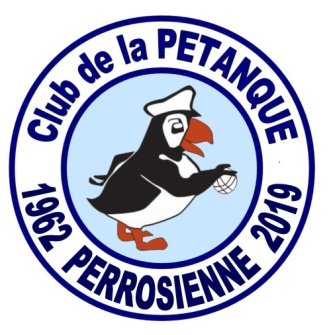 Club de la PETANQUE
1962 PERROSIENNE 2019